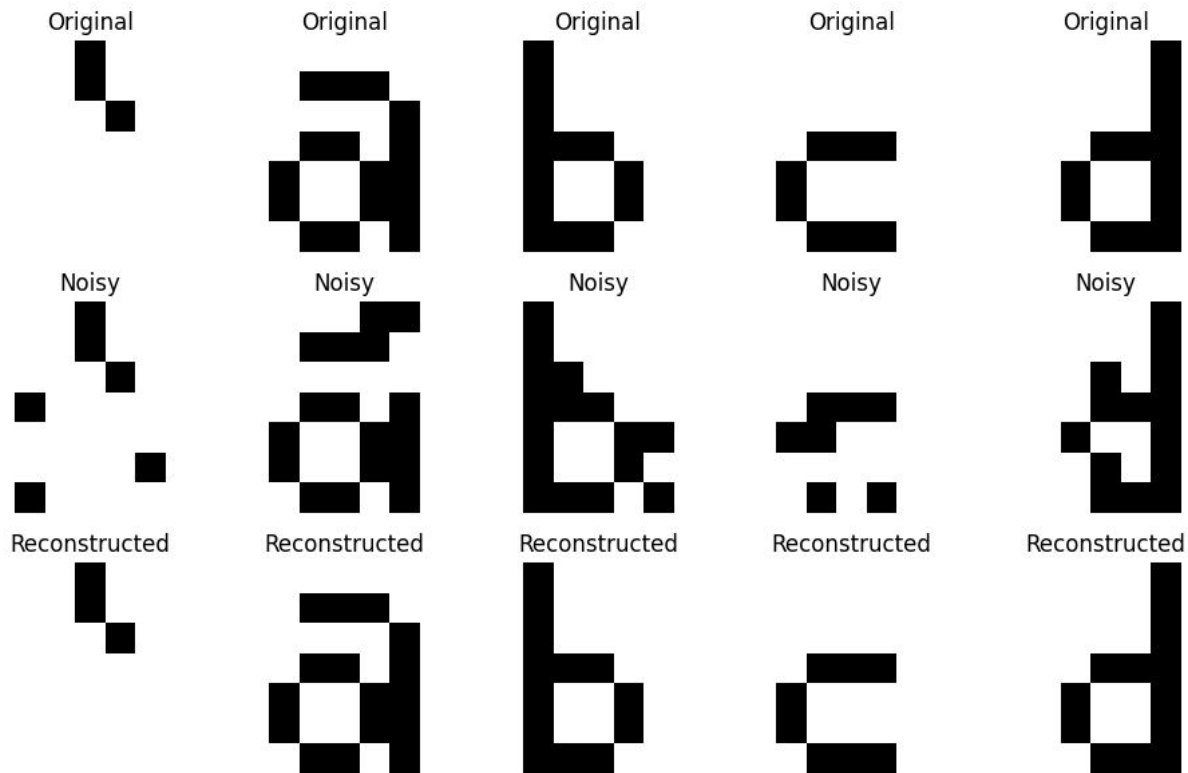 Original Original Original Original Original
` a b c d
Noisy Noisy Noisy Noisy Noisy
` a b c d
Reconstructed Reconstructed Reconstructed Reconstructed Reconstructed
` a b c d